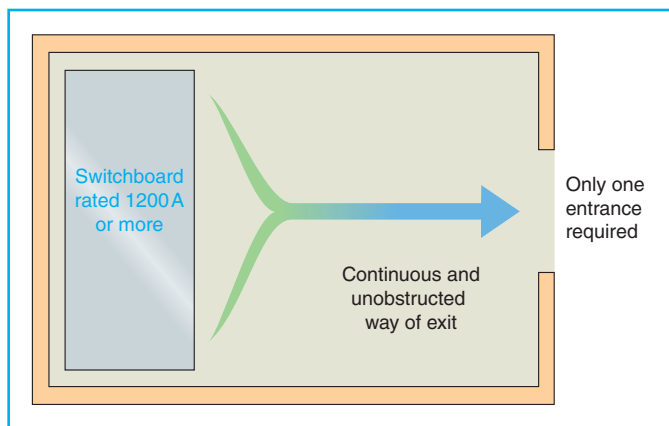 Switchboard
rated 1200 A
or more
Only one
entrance
required
Continuous and
unobstructed
way of exit